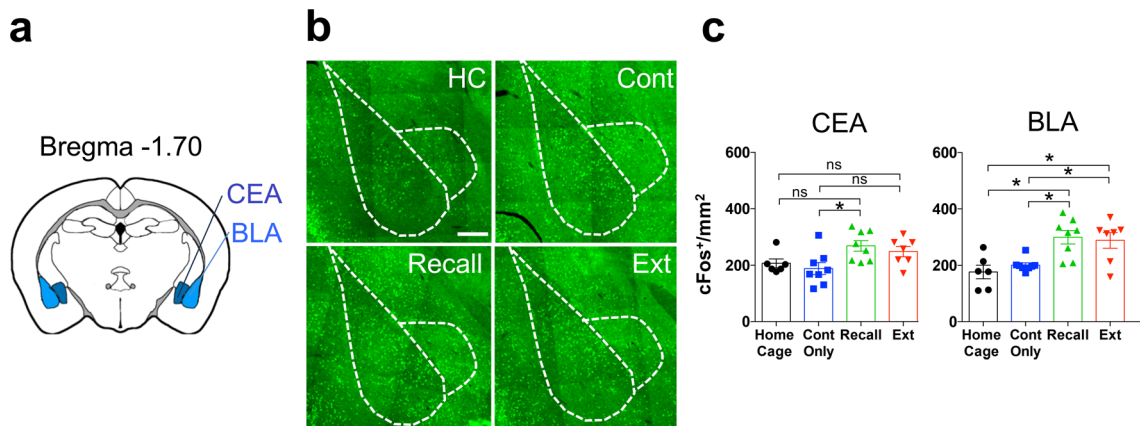 a
Bregma -1.70
CEA
BLA
b
HC
Cont
Recall
Ext
c
CEA
600
400
200
0
cFos⁺/mm²
ns
ns
ns
*
Home Cage
Cont Only
Recall
Ext
BLA
600
400
200
0
*
*
*
*
Home Cage
Cont Only
Recall
Ext